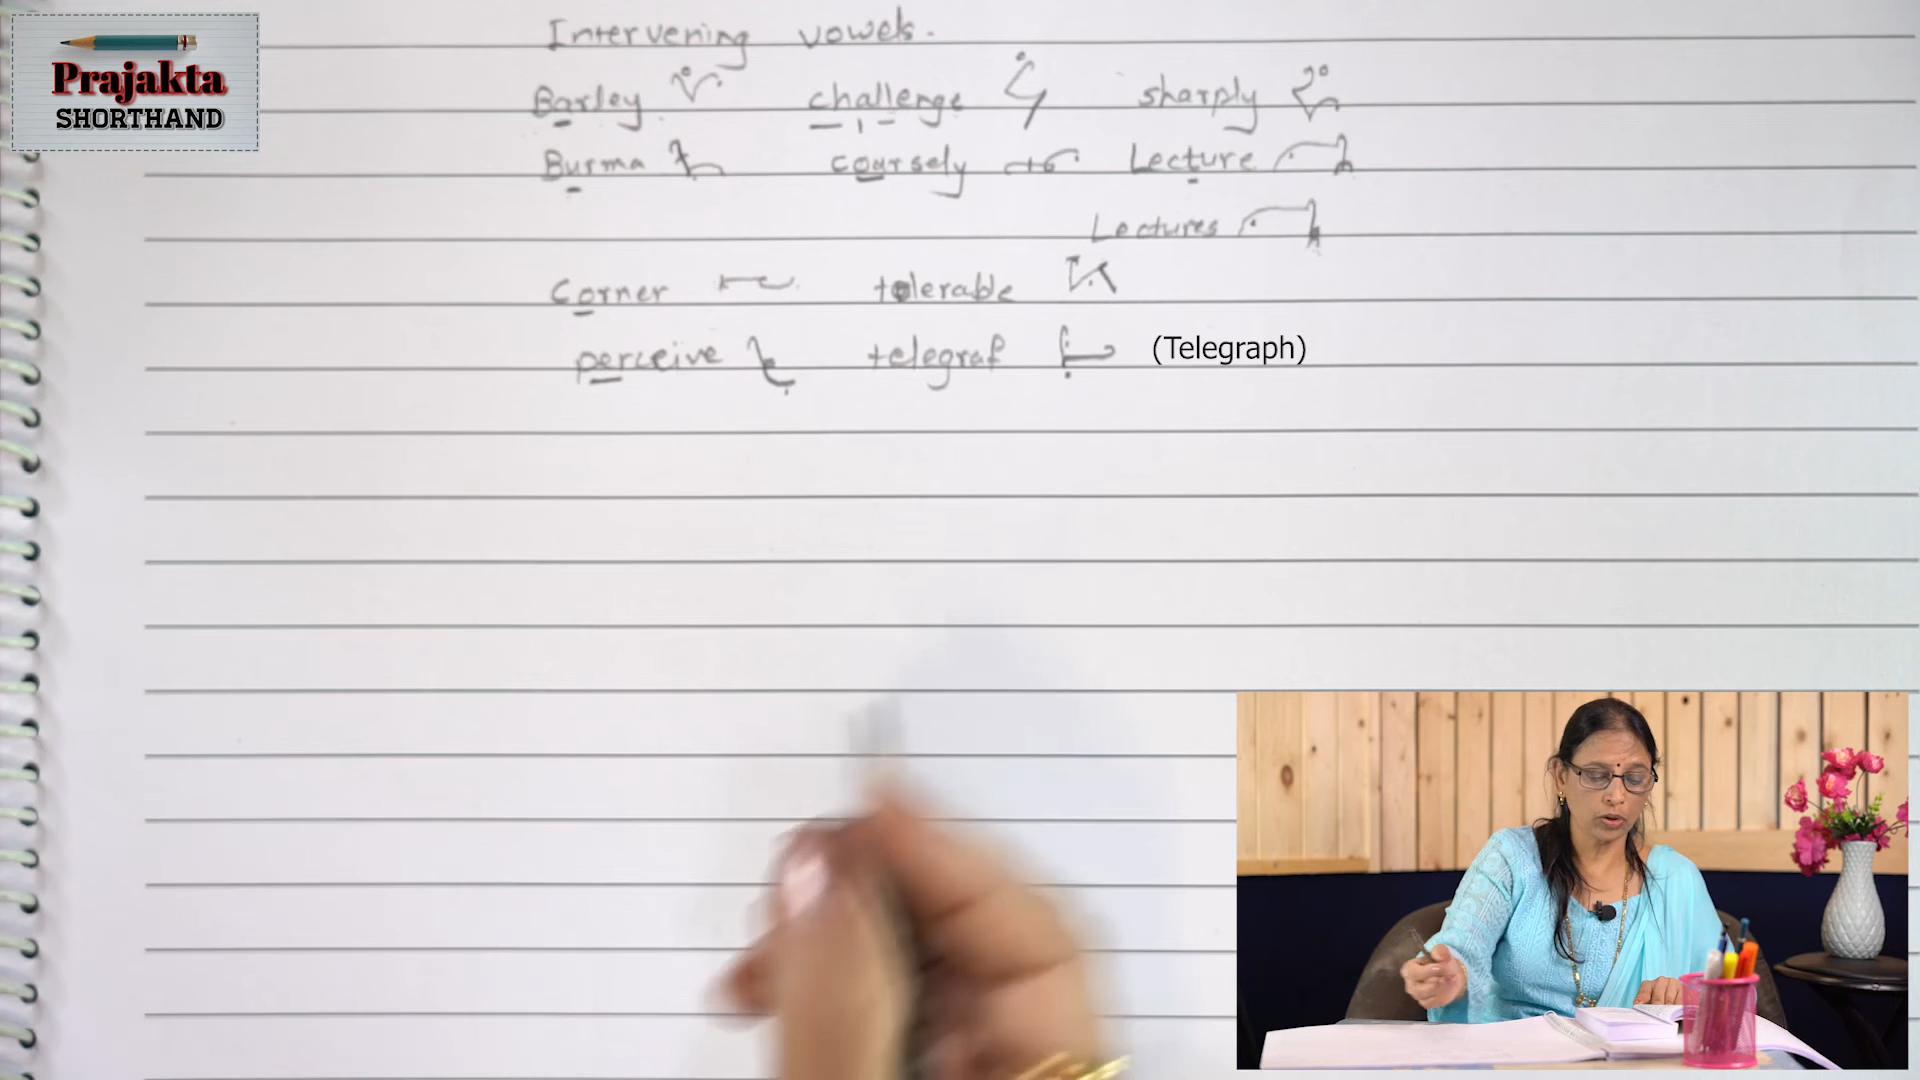 Prajakta
SHORTHAND
Intervening vowels.
Barley challenge sharply
Burma coursely Lecture
Lectures
Corner tolerable
perceive telegraf (Telegraph)